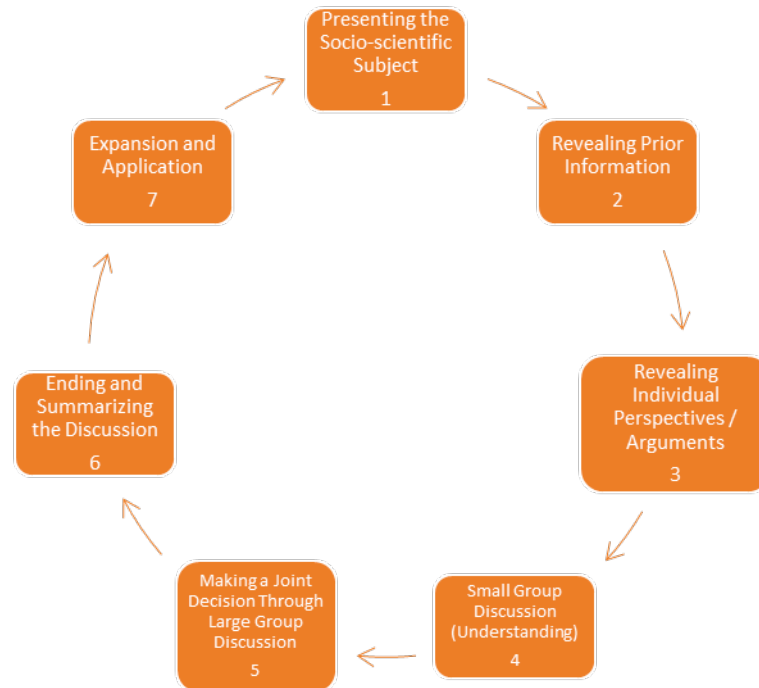 Presenting the
Socio-scientific
Subject
1
Revealing Prior
Information
2
Revealing
Individual
Perspectives /
Arguments
3
Small Group
Discussion
(Understanding)
4
Making a Joint
Decision Through
Large Group
Discussion
5
Ending and
Summarizing
the Discussion
6
Expansion and
Application
7